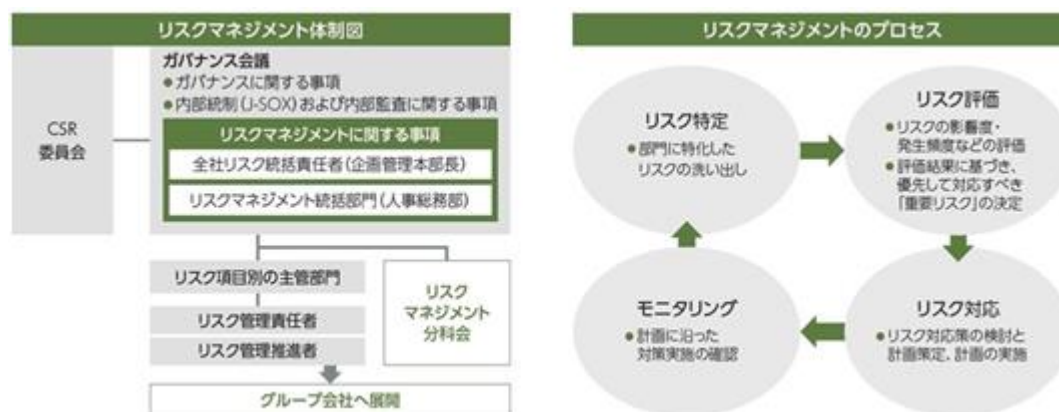 リスクマネジメント体制図
CSR
委員会
ガバナンス会議
●ガバナンスに関する事項
●内部統制(J-SOX)および内部監査に関する事項
リスクマネジメントに関する事項
全社リスク統括責任者(企画管理本部長)
リスクマネジメント統括部門(人事総務部)
リスク項目別の主管部門
リスク管理責任者
リスク管理推進者
リスク
マネジメント
分科会
グループ会社へ展開
リスクマネジメントのプロセス
リスク特定
●部門に特化した
リスクの洗い出し
リスク評価
●リスクの影響度・
発生頻度などの評価
●評価結果に基づき、
優先して対応すべき
「重要リスク」の決定
リスク対応
●リスク対応策の検討と
計画策定、計画の実施
モニタリング
●計画に沿った
対策実施の確認